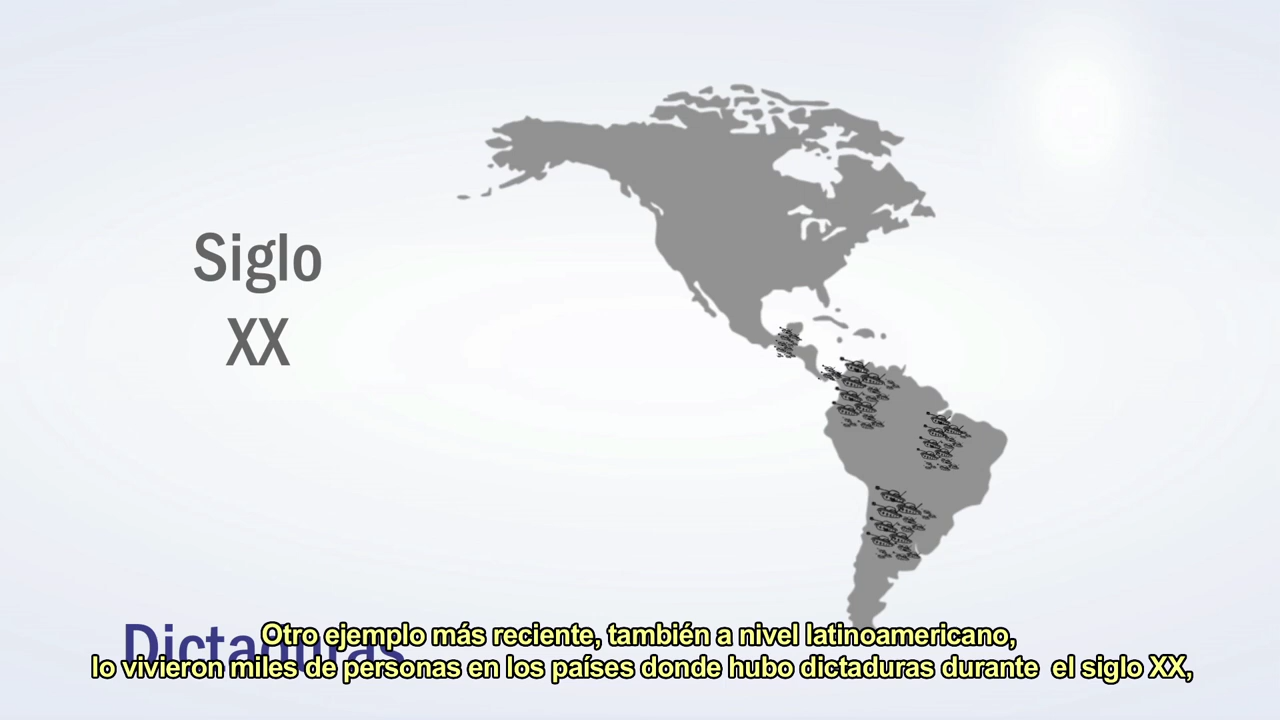 Siglo
XX
Dictaduras
Otro ejemplo más reciente, también a nivel latinoamericano,
lo vivieron miles de personas en los países donde hubo dictaduras durante el siglo XX,